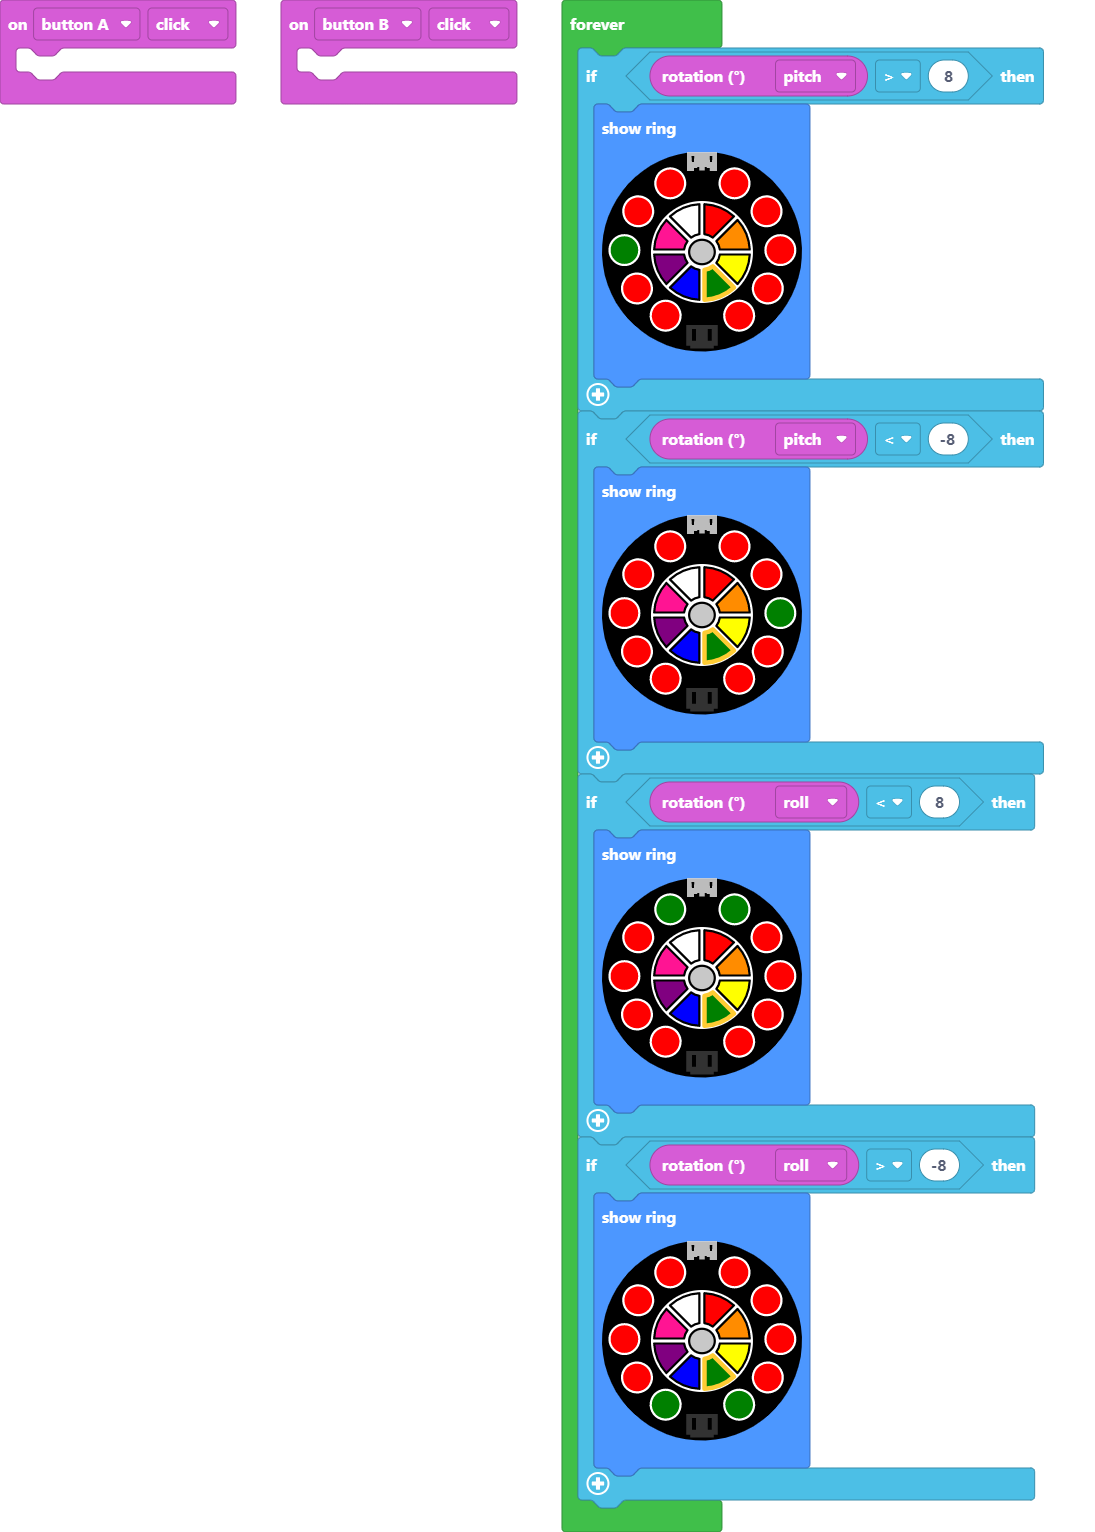 on button A click
on button B click
forever
if rotation (°) pitch > 8 then
show ring
if rotation (°) pitch < -8 then
show ring
if rotation (°) roll < 8 then
show ring
if rotation (°) roll > -8 then
show ring